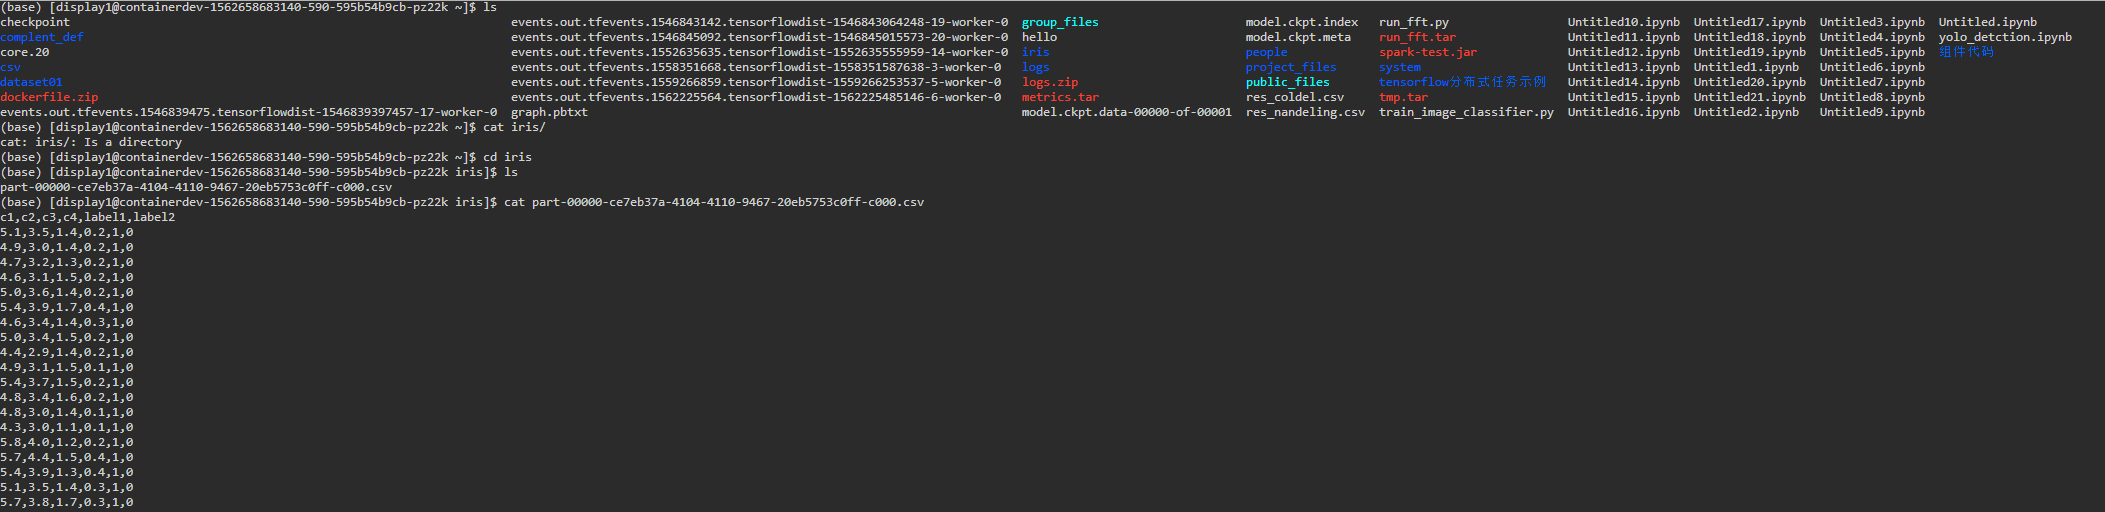 (base) [display1@containerdev-1562658683140-590-595b54b9cb-pz22k ~]$ ls
checkpoint events.out.tfevents.1546843142.tensorflowdist-1546843064248-19-worker-0 group_files model.ckpt.index run_fft.py Untitled10.ipynb Untitled17.ipynb Untitled3.ipynb Untitled.ipynb
complent_def events.out.tfevents.1546845092.tensorflowdist-1546845015573-20-worker-0 hello model.ckpt.meta run_fft.tar Untitled11.ipynb Untitled18.ipynb Untitled4.ipynb yolo_detction.ipynb
core.20 events.out.tfevents.1552635635.tensorflowdist-1552635555959-14-worker-0 iris people spark-test.jar Untitled12.ipynb Untitled19.ipynb Untitled5.ipynb 组件代码
csv events.out.tfevents.1558351668.tensorflowdist-1558351587638-3-worker-0 logs project_files system Untitled13.ipynb Untitled1.ipynb Untitled6.ipynb
dataset01 events.out.tfevents.1559266859.tensorflowdist-1559266253537-5-worker-0 logs.zip public_files tensorflow分布式任务示例 Untitled14.ipynb Untitled20.ipynb Untitled7.ipynb
dockerfile.zip events.out.tfevents.1562225564.tensorflowdist-1562225485146-6-worker-0 metrics.tar res_coldel.csv tmp.tar Untitled15.ipynb Untitled21.ipynb Untitled8.ipynb
events.out.tfevents.1546839475.tensorflowdist-1546839397457-17-worker-0 graph.pbtxt model.ckpt.data-00000-of-00001 res_nandeling.csv train_image_classifier.py Untitled16.ipynb Untitled2.ipynb Untitled9.ipynb
(base) [display1@containerdev-1562658683140-590-595b54b9cb-pz22k ~]$ cat iris/
cat: iris/: Is a directory
(base) [display1@containerdev-1562658683140-590-595b54b9cb-pz22k ~]$ cd iris
(base) [display1@containerdev-1562658683140-590-595b54b9cb-pz22k iris]$ ls
part-00000-ce7eb37a-4104-4110-9467-20eb5753c0ff-c000.csv
(base) [display1@containerdev-1562658683140-590-595b54b9cb-pz22k iris]$ cat part-00000-ce7eb37a-4104-4110-9467-20eb5753c0ff-c000.csv
c1,c2,c3,c4,label1,label2
5.1,3.5,1.4,0.2,1,0
4.9,3.0,1.4,0.2,1,0
4.7,3.2,1.3,0.2,1,0
4.6,3.1,1.5,0.2,1,0
5.0,3.6,1.4,0.2,1,0
5.4,3.9,1.7,0.4,1,0
4.6,3.4,1.4,0.3,1,0
5.0,3.4,1.5,0.2,1,0
4.4,2.9,1.4,0.2,1,0
4.9,3.1,1.5,0.1,1,0
5.4,3.7,1.5,0.2,1,0
4.8,3.4,1.6,0.2,1,0
4.8,3.0,1.4,0.1,1,0
4.3,3.0,1.1,0.1,1,0
5.8,4.0,1.2,0.2,1,0
5.7,4.4,1.5,0.4,1,0
5.4,3.9,1.3,0.4,1,0
5.1,3.5,1.4,0.3,1,0
5.7,3.8,1.7,0.3,1,0